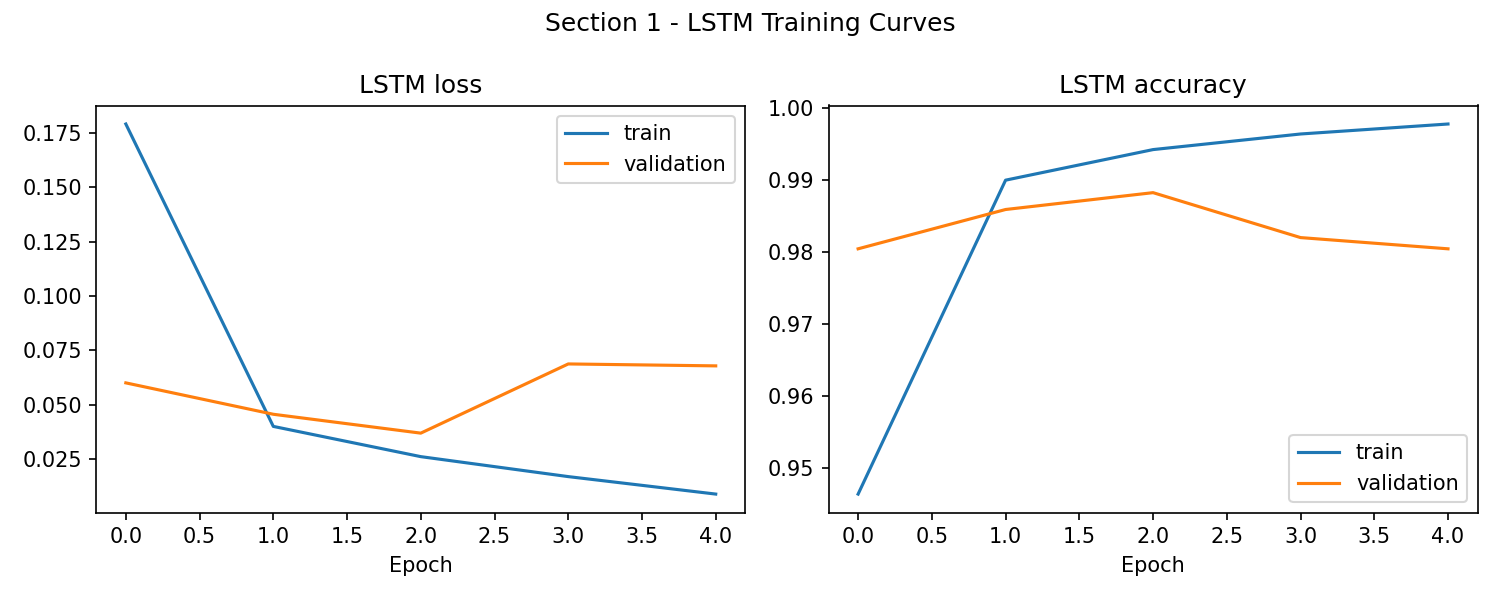 Section 1 - LSTM Training Curves
LSTM loss
train
validation
0.175
0.150
0.125
0.100
0.075
0.050
0.025
0.0 0.5 1.0 1.5 2.0 2.5 3.0 3.5 4.0
Epoch
LSTM accuracy
1.00
0.99
0.98
0.97
0.96
0.95
train
validation
0.0 0.5 1.0 1.5 2.0 2.5 3.0 3.5 4.0
Epoch